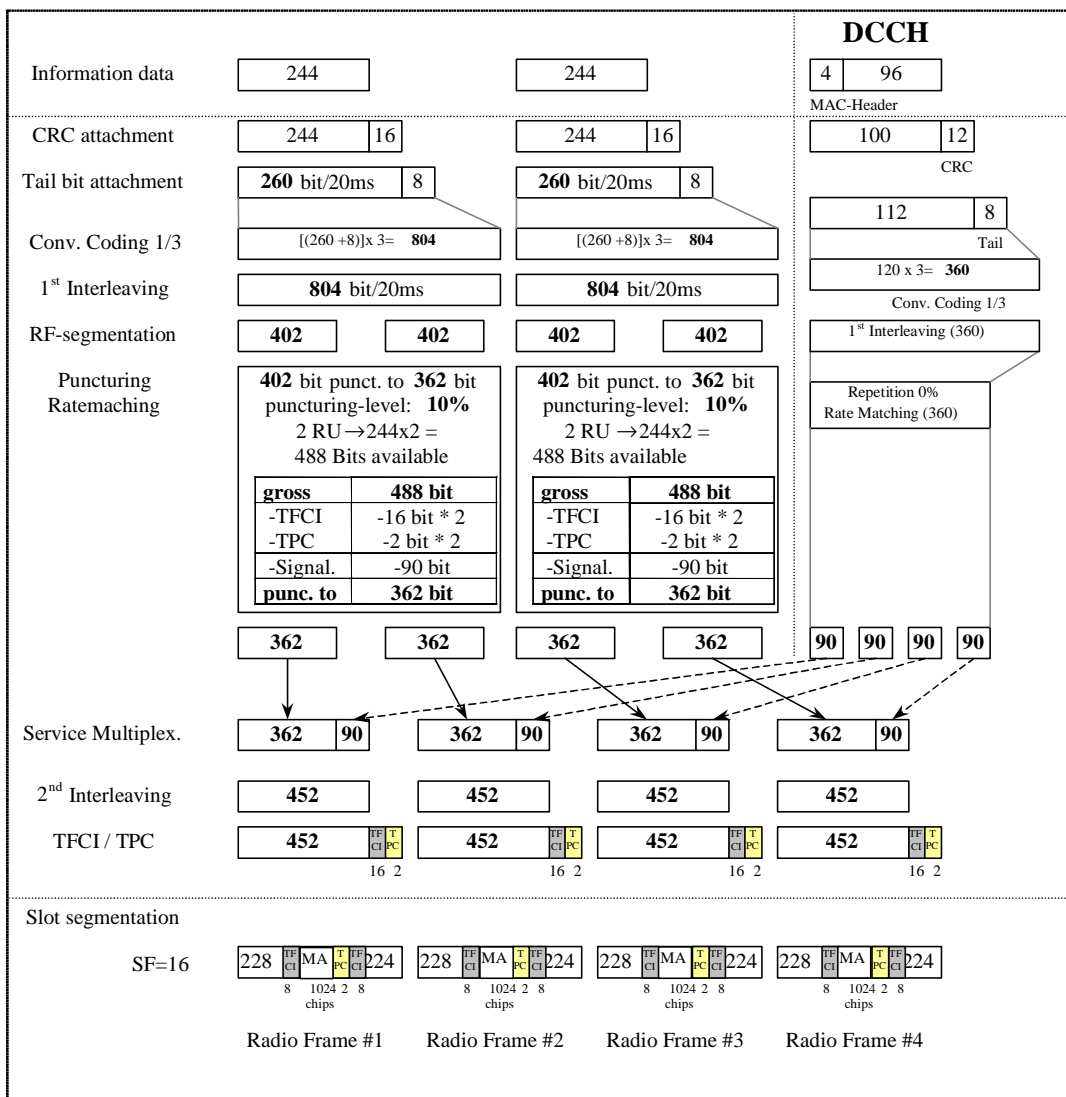 DCCH
Information data
244
244
4
96
MAC-Header
CRC attachment
244
16
244
16
100
12
CRC
Tail bit attachment
260 bit/20ms
8
260 bit/20ms
8
112
8
Tail
Conv. Coding 1/3
[(260 +8)]x 3= 804
[(260 +8)]x 3= 804
120 x 3= 360
Conv. Coding 1/3
1st Interleaving
804 bit/20ms
804 bit/20ms
RF-segmentation
402
402
402
402
1st Interleaving (360)
Puncturing
Ratemaching
402 bit punct. to 362 bit
puncturing-level: 10%
2 RU →244x2 =
488 Bits available
gross 488 bit
-TFCI -16 bit * 2
-TPC -2 bit * 2
-Signal. -90 bit
punc. to 362 bit
402 bit punct. to 362 bit
puncturing-level: 10%
2 RU →244x2 =
488 Bits available
gross 488 bit
-TFCI -16 bit * 2
-TPC -2 bit * 2
-Signal. -90 bit
punc. to 362 bit
Repetition 0%
Rate Matching (360)
362
362
362
362
90
90
90
90
Service Multiplex.
362
90
362
90
362
90
362
90
2nd Interleaving
452
452
452
452
TFCI / TPC
452
TF
CI
T
PC
16 2
452
TF
CI
T
PC
16 2
452
TF
CI
T
PC
16 2
452
TF
CI
T
PC
16 2
Slot segmentation
SF=16
228
TF
CI
MA
T
PC
TF
CI
224
8 1024 2 8
chips
228
TF
CI
MA
T
PC
TF
CI
224
8 1024 2 8
chips
228
TF
CI
MA
T
PC
TF
CI
224
8 1024 2 8
chips
228
TF
CI
MA
T
PC
TF
CI
224
8 1024 2 8
chips
Radio Frame #1
Radio Frame #2
Radio Frame #3
Radio Frame #4